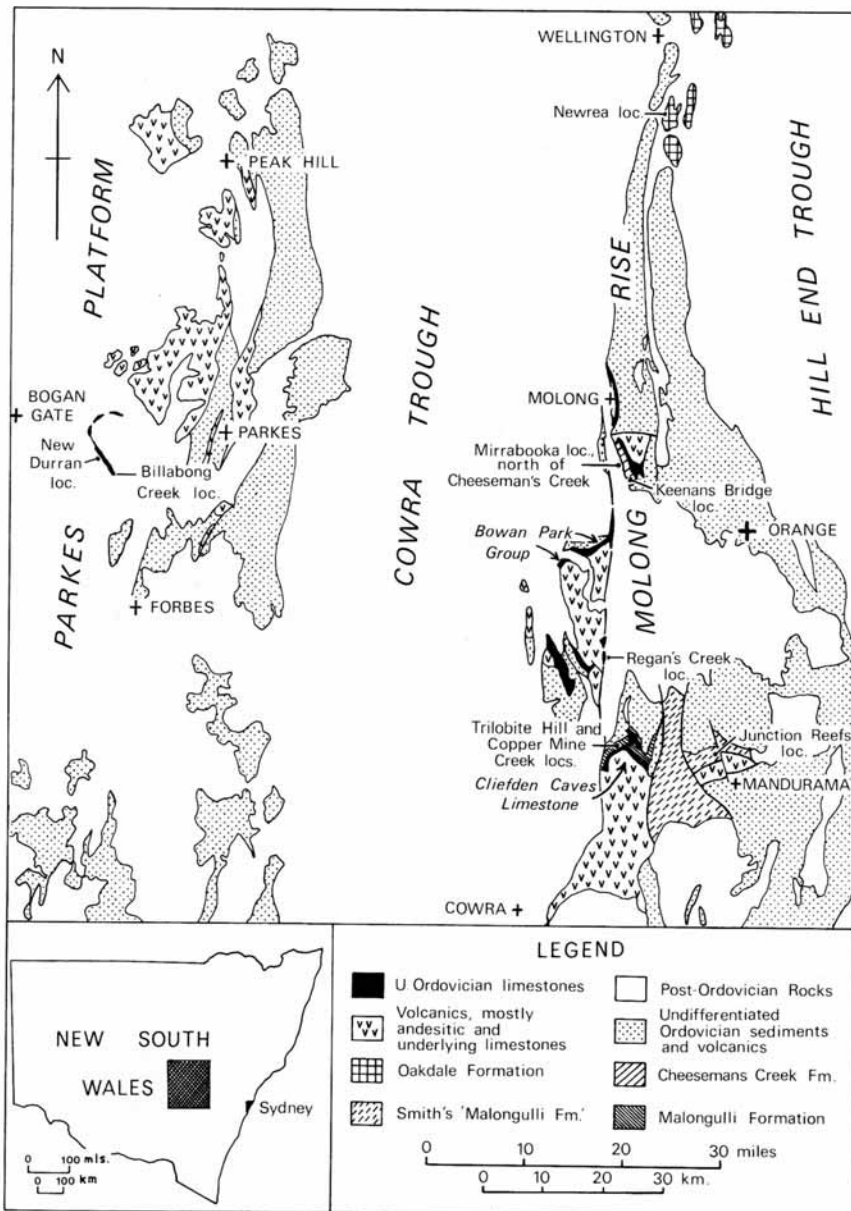 WELLINGTON
N
Newrea loc.
PEAK HILL
PLATFORM
RISE
HILL END TROUGH
BOGAN
GATE
MOLONG
COWRA TROUGH
PARKES
New
Durran
loc.
Billabong
Creek loc.
Mirrabooka loc.,
north of
Cheeseman's Creek
Keenans Bridge
loc.
ORANGE
Bowan Park
Group
MOLONG
PARKES
FORBES
Regan's Creek
loc.
Trilobite Hill and
Copper Mine
Creek locs.
Junction Reefs
loc.
MANDURAMA
Cliefden Caves
Limestone
COWRA
NEW SOUTH
WALES
Sydney
0 100 mls.
0 100 km
LEGEND
U Ordovician limestones
Volcanics, mostly
andesitic and
underlying limestones
Oakdale Formation
Smith's 'Malongulli Fm.'
Post-Ordovician Rocks
Undifferentiated
Ordovician sediments
and volcanics
Cheesemans Creek Fm.
Malongulli Formation
0 10 20 30 miles
0 10 20 30 km.